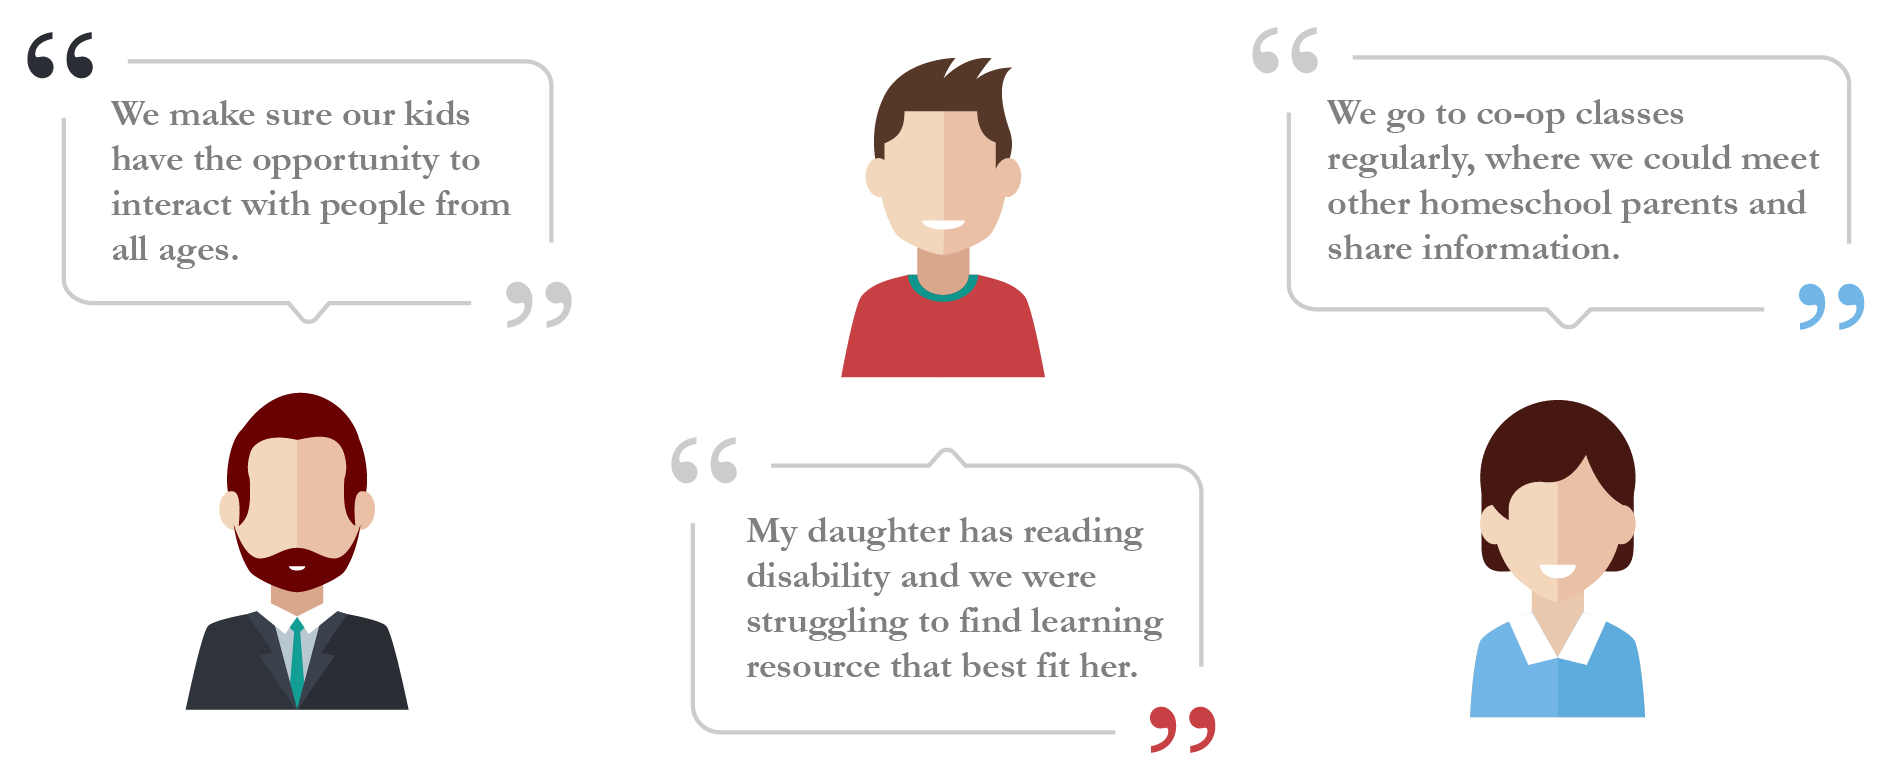 We make sure our kids
have the opportunity to
interact with people from
all ages.
My daughter has reading
disability and we were
struggling to find learning
resource that best fit her.
We go to co-op classes
regularly, where we could meet
other homeschool parents and
share information.